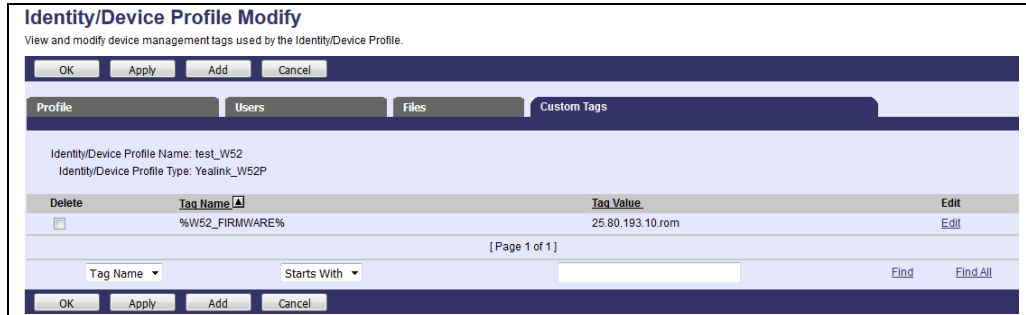 Identity/Device Profile Modify
View and modify device management tags used by the Identity/Device Profile.
OK Apply Add Cancel
Profile Users Files Custom Tags
Identity/Device Profile Name: test_W52
Identity/Device Profile Type: Yealink_W52P
Delete Tag Name Tag Value Edit
%W52_FIRMWARE% 25.80.193.10.rom Edit
[ Page 1 of 1 ]
Tag Name Starts With Find Find All
OK Apply Add Cancel